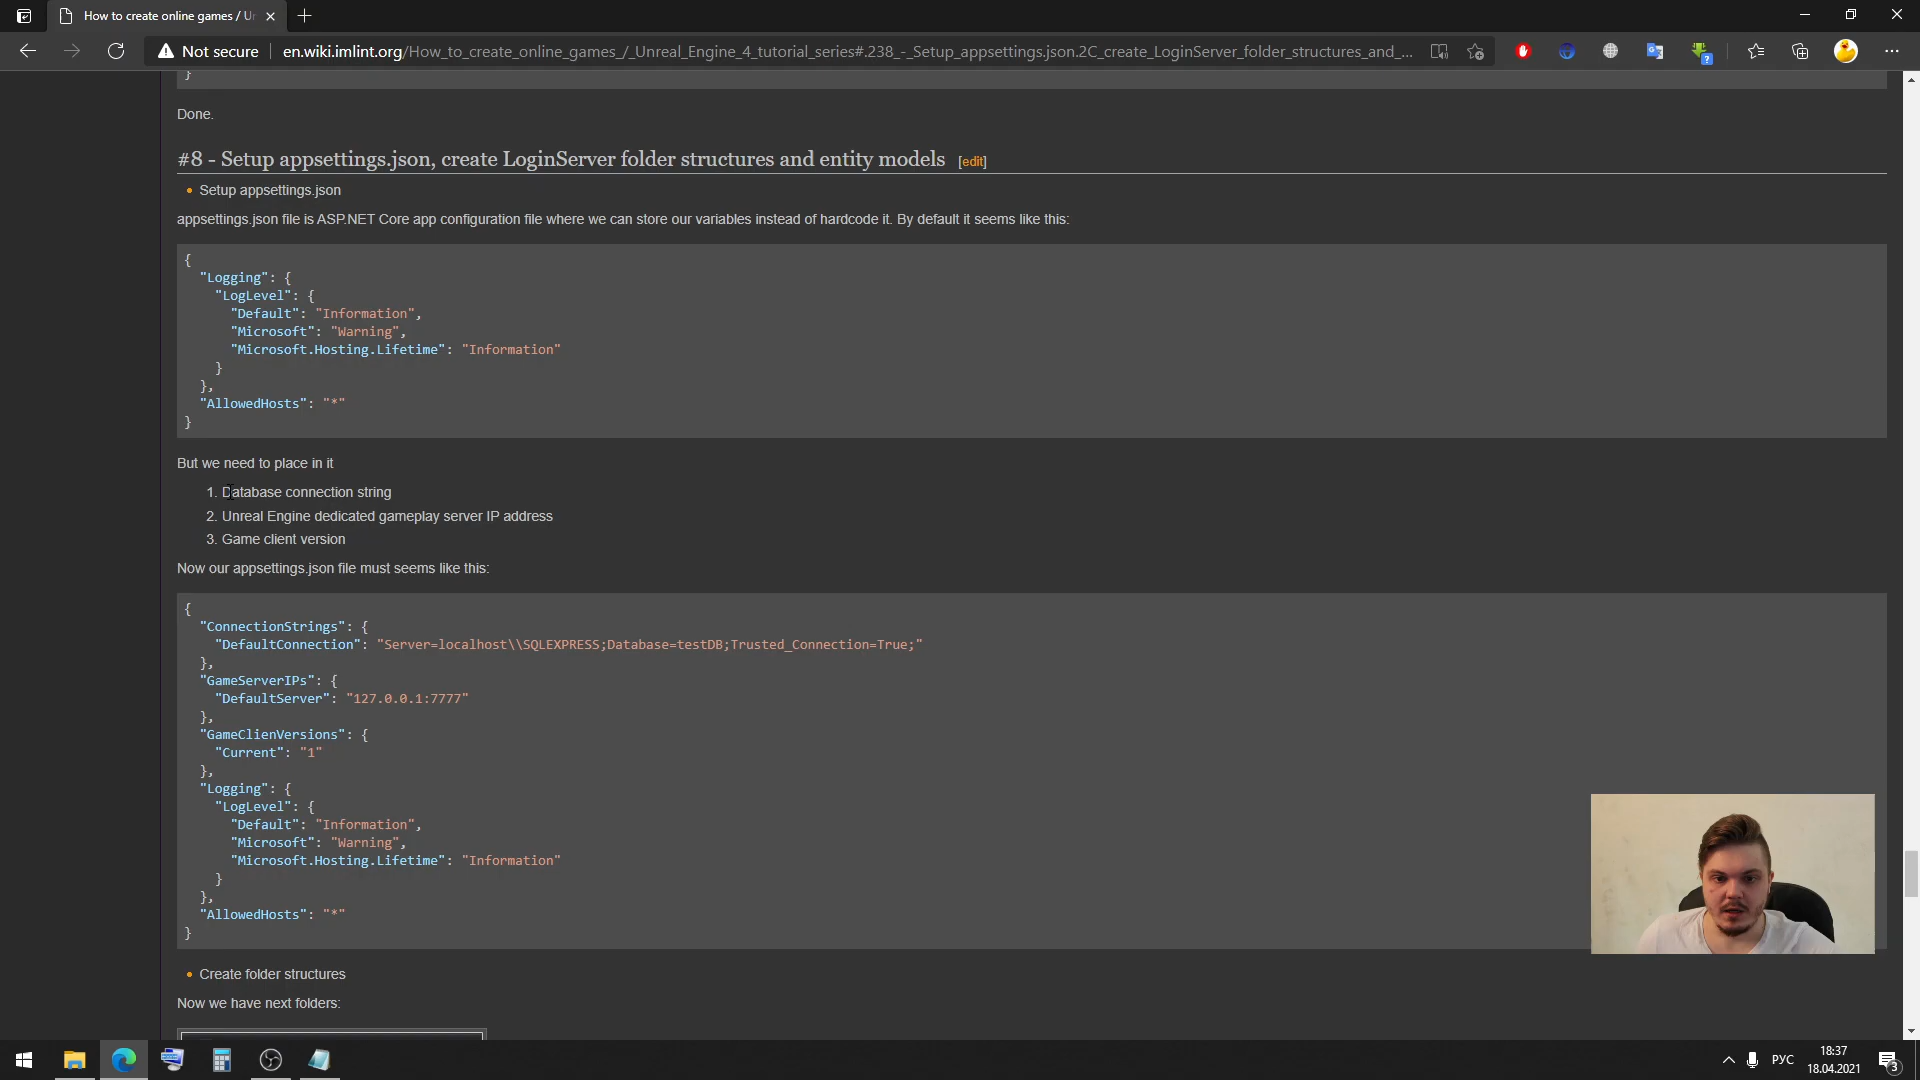 How to create online games / Ur
Not secure
en.wiki.imlint.org/How_to_create_online_games_/_Unreal_Engine_4_tutorial_series#.238_-_Setup_appsettings.json.2C_create_LoginServer_folder_structures_and_...
}
Done.
#8 - Setup appsettings.json, create LoginServer folder structures and entity models [edit]
Setup appsettings.json
appsettings.json file is ASP.NET Core app configuration file where we can store our variables instead of hardcode it. By default it seems like this:
{
"Logging": {
"LogLevel": {
"Default": "Information",
"Microsoft": "Warning",
"Microsoft.Hosting.Lifetime": "Information"
}
},
"AllowedHosts": "*"
}
But we need to place in it
1. Database connection string
2. Unreal Engine dedicated gameplay server IP address
3. Game client version
Now our appsettings.json file must seems like this:
{
"ConnectionStrings": {
"DefaultConnection": "Server=localhost\\SQLEXPRESS;Database=testDB;Trusted_Connection=True;"
},
"GameServerIPs": {
"DefaultServer": "127.0.0.1:7777"
},
"GameClienVersions": {
"Current": "1"
},
"Logging": {
"LogLevel": {
"Default": "Information",
"Microsoft": "Warning",
"Microsoft.Hosting.Lifetime": "Information"
}
},
"AllowedHosts": "*"
}
Create folder structures
Now we have next folders:
РУС
18:37
18.04.2021
3